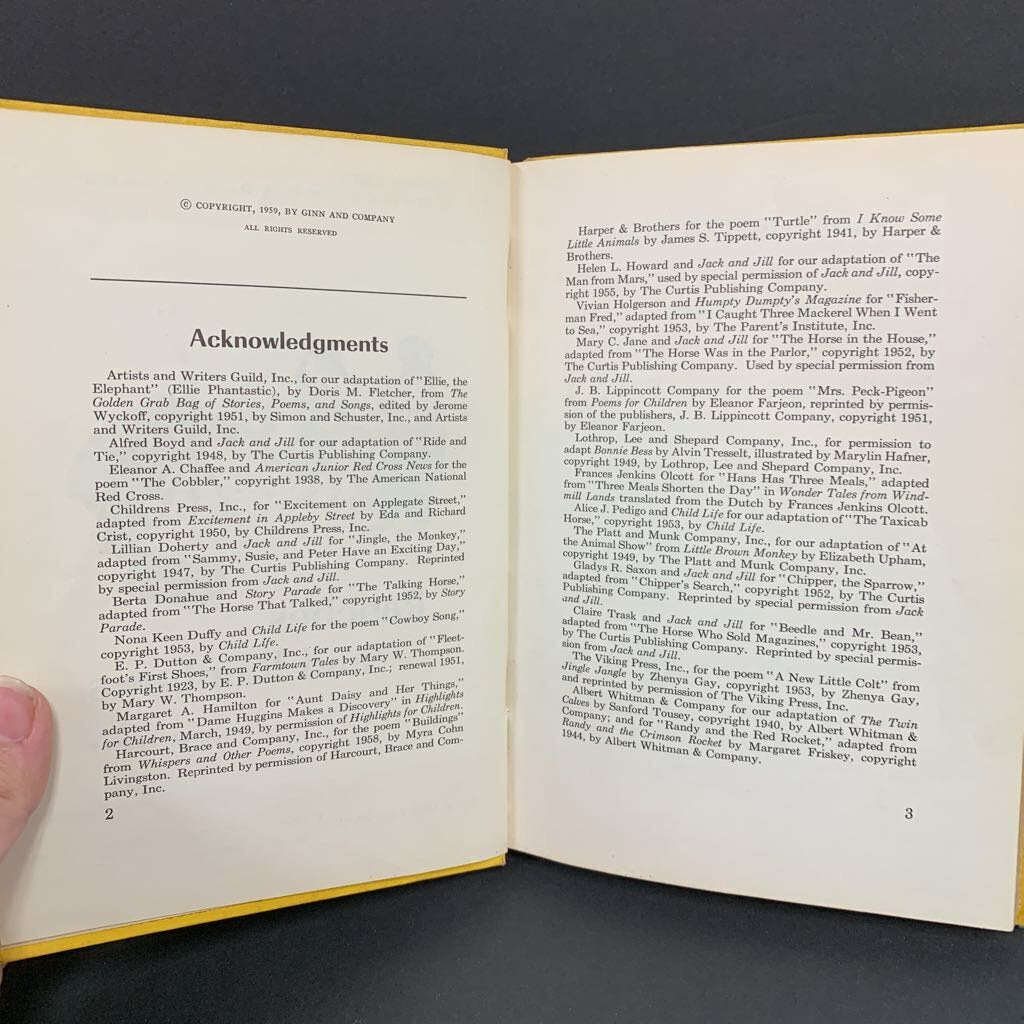 © COPYRIGHT, 1959, BY GINN AND COMPANY
ALL RIGHTS RESERVED
Acknowledgments
Artists and Writers Guild, Inc., for our adaptation of "Ellie, the
Elephant" (Ellie Phantastic), by Doris M. Fletcher, from The
Golden Grab Bag of Stories, Poems, and Songs, edited by Jerome
Wyckoff, copyright 1951, by Simon and Schuster, Inc., and Artists
and Writers Guild, Inc.
Alfred Boyd and Jack and Jill for our adaptation of "Ride and
Tie," copyright 1948, by The Curtis Publishing Company.
Eleanor A. Chaffee and American Junior Red Cross News for the
poem "The Cobbler," copyright 1938, by The American National
Red Cross.
Childrens Press, Inc., for "Excitement on Applegate Street,"
adapted from Excitement in Appleby Street by Eda and Richard
Crist, copyright 1950, by Childrens Press, Inc.
Lillian Doherty and Jack and Jill for "Jingle, the Monkey,"
adapted from "Sammy, Susie, and Peter Have an Exciting Day,"
copyright 1947, by The Curtis Publishing Company. Reprinted
by special permission from Jack and Jill.
Berta Donahue and Story Parade for "The Talking Horse,"
adapted from "The Horse That Talked," copyright 1952, by Story
Parade.
Nona Keen Duffy and Child Life for the poem "Cowboy Song,"
copyright 1953, by Child Life.
E. P. Dutton & Company, Inc., for our adaptation of "Fleet-
foot's First Shoes," from Farmtown Tales by Mary W. Thompson.
Copyright 1923, by E. P. Dutton & Company, Inc.; renewal 1951,
by Mary W. Thompson.
Margaret A. Hamilton for "Aunt Daisy and Her Things,"
adapted from "Dame Huggins Makes a Discovery" in Highlights
for Children, March, 1949, by permission of Highlights for Children.
Harcourt, Brace and Company, Inc., for the poem "Buildings"
from Whispers and Other Poems, copyright 1958, by Myra Cohn
Livingston. Reprinted by permission of Harcourt, Brace and Com-
pany, Inc.
2
Harper & Brothers for the poem "Turtle" from I Know Some
Little Animals by James S. Tippett, copyright 1941, by Harper &
Brothers.
Helen L. Howard and Jack and Jill for our adaptation of "The
Man from Mars," used by special permission of Jack and Jill, copy-
right 1955, by The Curtis Publishing Company.
Vivian Holgerson and Humpty Dumpty's Magazine for "Fisher-
man Fred," adapted from "I Caught Three Mackerel When I Went
to Sea," copyright 1953, by The Parent's Institute, Inc.
Mary C. Jane and Jack and Jill for "The Horse in the House,"
adapted from "The Horse Was in the Parlor," copyright 1952, by
The Curtis Publishing Company. Used by special permission from
Jack and Jill.
J. B. Lippincott Company for the poem "Mrs. Peck-Pigeon"
from Poems for Children by Eleanor Farjeon, reprinted by permis-
sion of the publishers, J. B. Lippincott Company, copyright 1951,
by Eleanor Farjeon.
Lothrop, Lee and Shepard Company, Inc., for permission to
adapt Bonnie Bess by Alvin Tresselt, illustrated by Marylin Hafner,
copyright 1949, by Lothrop, Lee and Shepard Company, Inc.
Frances Jenkins Olcott for "Hans Has Three Meals," adapted
from "Three Meals Shorten the Day" in Wonder Tales from Wind-
mill Lands translated from the Dutch by Frances Jenkins Olcott.
Alice J. Pedigo and Child Life for our adaptation of "The Taxicab
Horse," copyright 1953, by Child Life.
The Platt and Munk Company, Inc., for our adaptation of "At
the Animal Show" from Little Brown Monkey by Elizabeth Upham,
copyright 1949, by The Platt and Munk Company, Inc.
Gladys R. Saxon and Jack and Jill for "Chipper, the Sparrow,"
adapted from "Chipper's Search," copyright 1952, by The Curtis
Publishing Company. Reprinted by special permission from Jack
and Jill.
Claire Trask and Jack and Jill for "Beedle and Mr. Bean,"
adapted from "The Horse Who Sold Magazines," copyright 1953,
by The Curtis Publishing Company. Reprinted by special permis-
sion from Jack and Jill.
The Viking Press, Inc., for the poem "A New Little Colt" from
Jingle Jangle by Zhenya Gay, copyright 1953, by Zhenya Gay,
and reprinted by permission of The Viking Press, Inc.
Albert Whitman & Company for our adaptation of The Twin
Calves by Sanford Tousey, copyright 1940, by Albert Whitman &
Company; and for "Randy and the Red Rocket," adapted from
Randy and the Crimson Rocket by Margaret Friskey, copyright
1944, by Albert Whitman & Company.
3